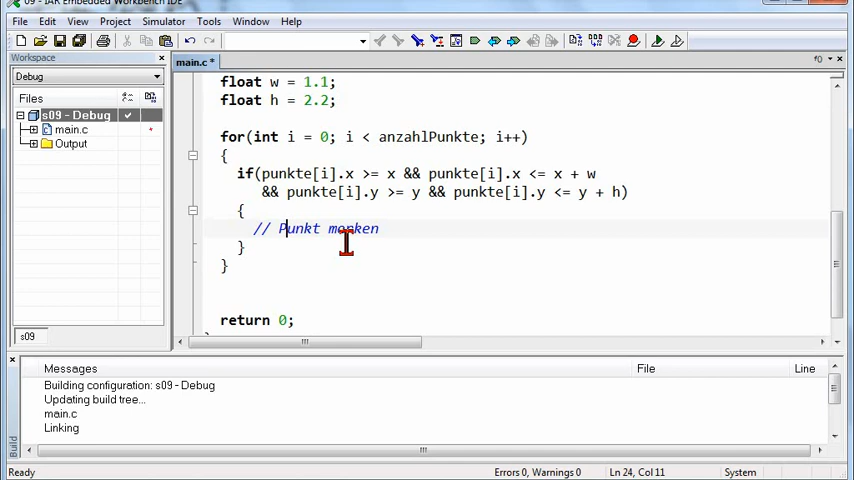 09 - IAR Embedded Workbench IDE
File Edit View Project Simulator Tools Window Help
Workspace
main.c *
f0
Debug
Files
s09 - Debug
main.c
Output
s09
float w = 1.1;
float h = 2.2;
for(int i = 0; i < anzahlPunkte; i++)
{
if(punkte[i].x >= x && punkte[i].x <= x + w
&& punkte[i].y >= y && punkte[i].y <= y + h)
{
// Punkt merken
}
}
return 0;
Messages File Line
Building configuration: s09 - Debug
Updating build tree...
main.c
Linking
Build
Ready Errors 0, Warnings 0 Ln 24, Col 11 System